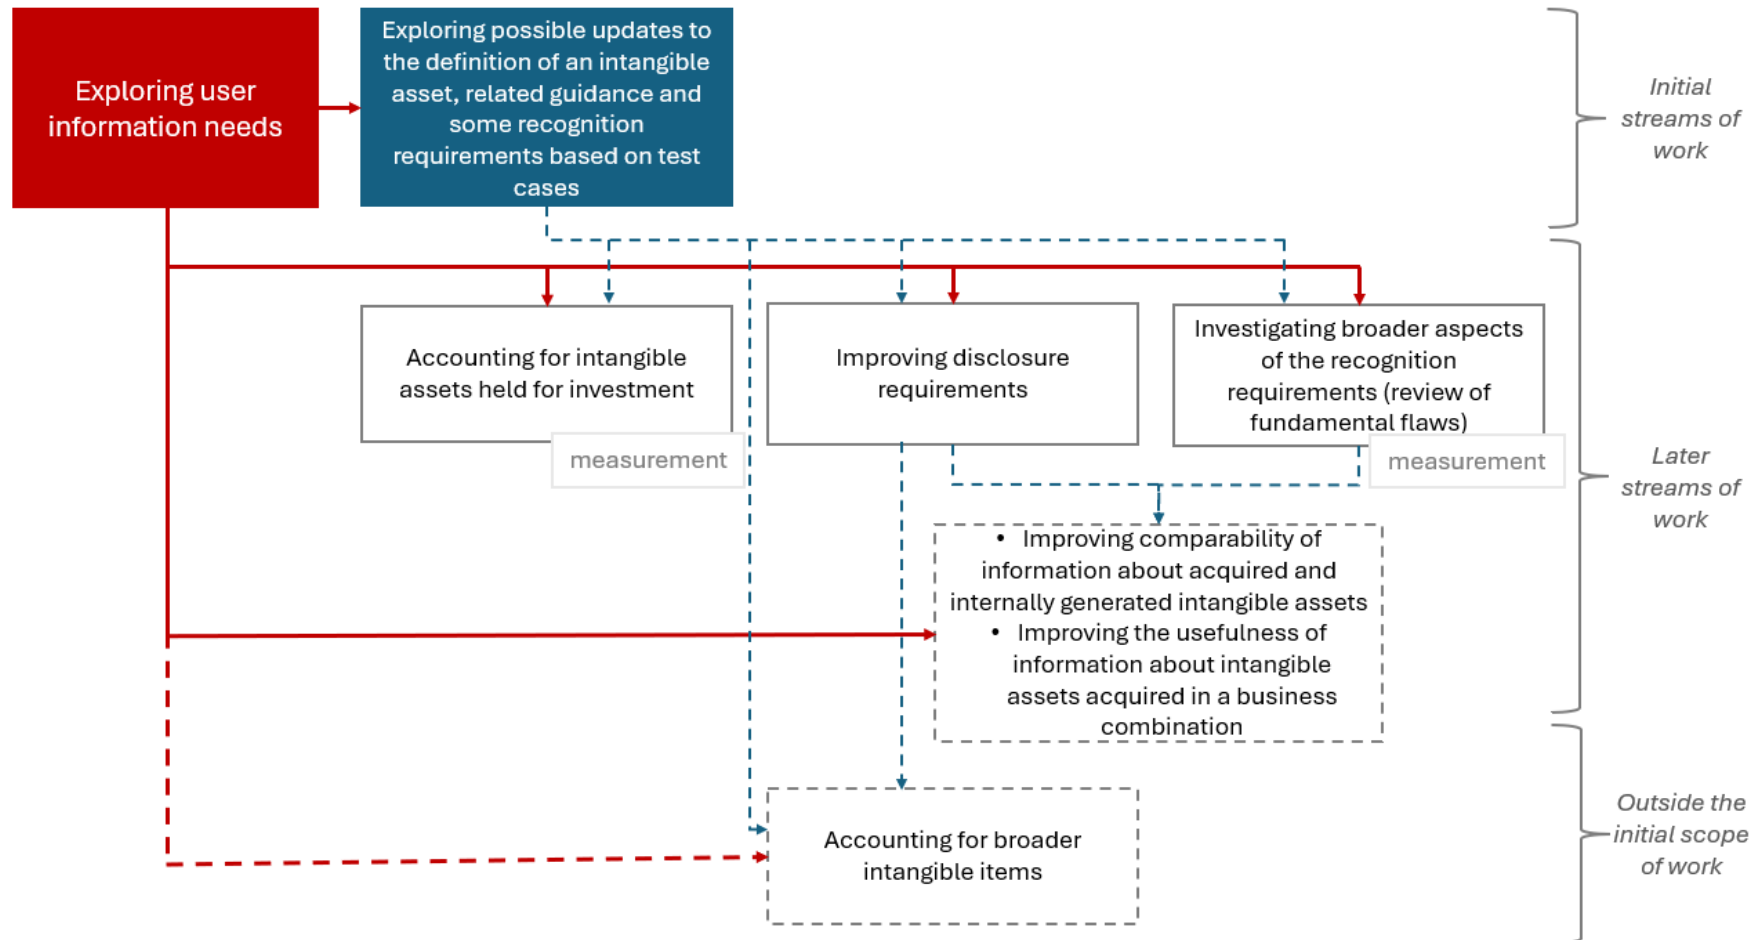 Exploring user
information needs
Exploring possible updates to
the definition of an intangible
asset, related guidance and
some recognition
requirements based on test
cases
Initial
streams of
work
Accounting for intangible
assets held for investment
measurement
Improving disclosure
requirements
Investigating broader aspects
of the recognition
requirements (review of
fundamental flaws)
measurement
Later
streams of
work
• Improving comparability of
information about acquired and
internally generated intangible assets
• Improving the usefulness of
information about intangible
assets acquired in a business
combination
Accounting for broader
intangible items
Outside the
initial scope
of work